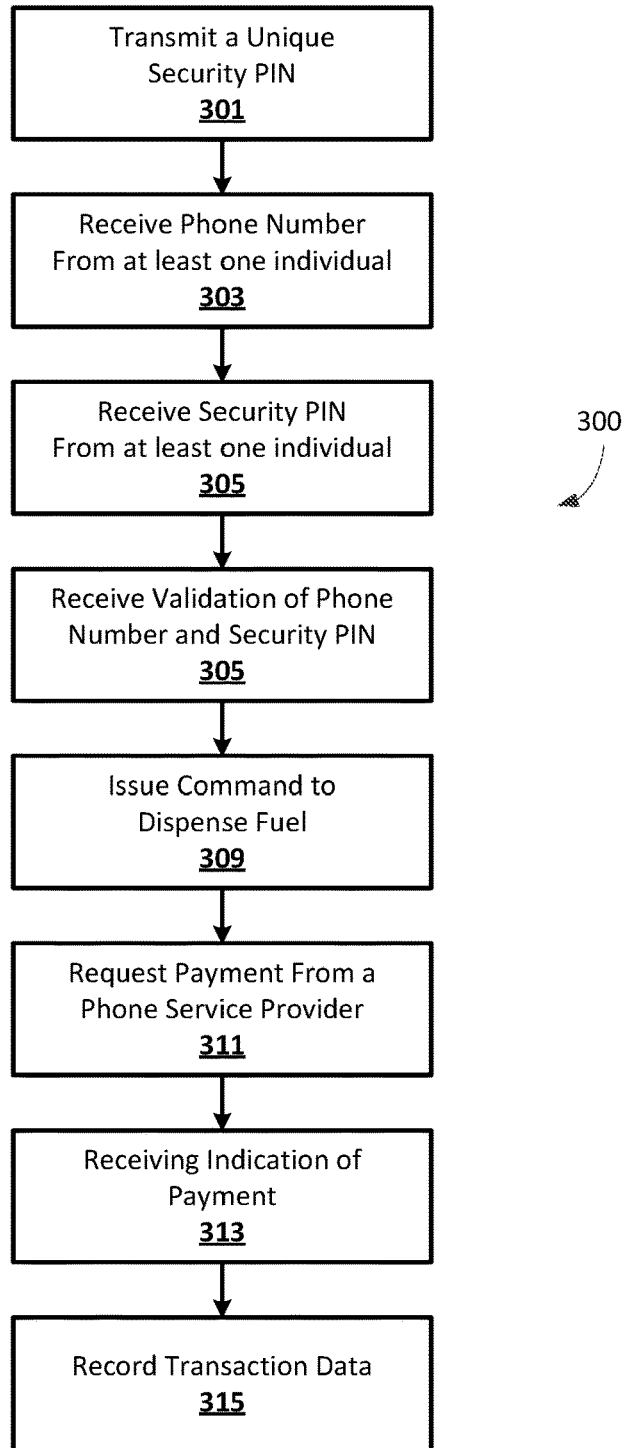 Transmit a Unique
Security PIN
301
Receive Phone Number
From at least one individual
303
Receive Security PIN
From at least one individual
305
300
Receive Validation of Phone
Number and Security PIN
305
Issue Command to
Dispense Fuel
309
Request Payment From a
Phone Service Provider
311
Receiving Indication of
Payment
313
Record Transaction Data
315